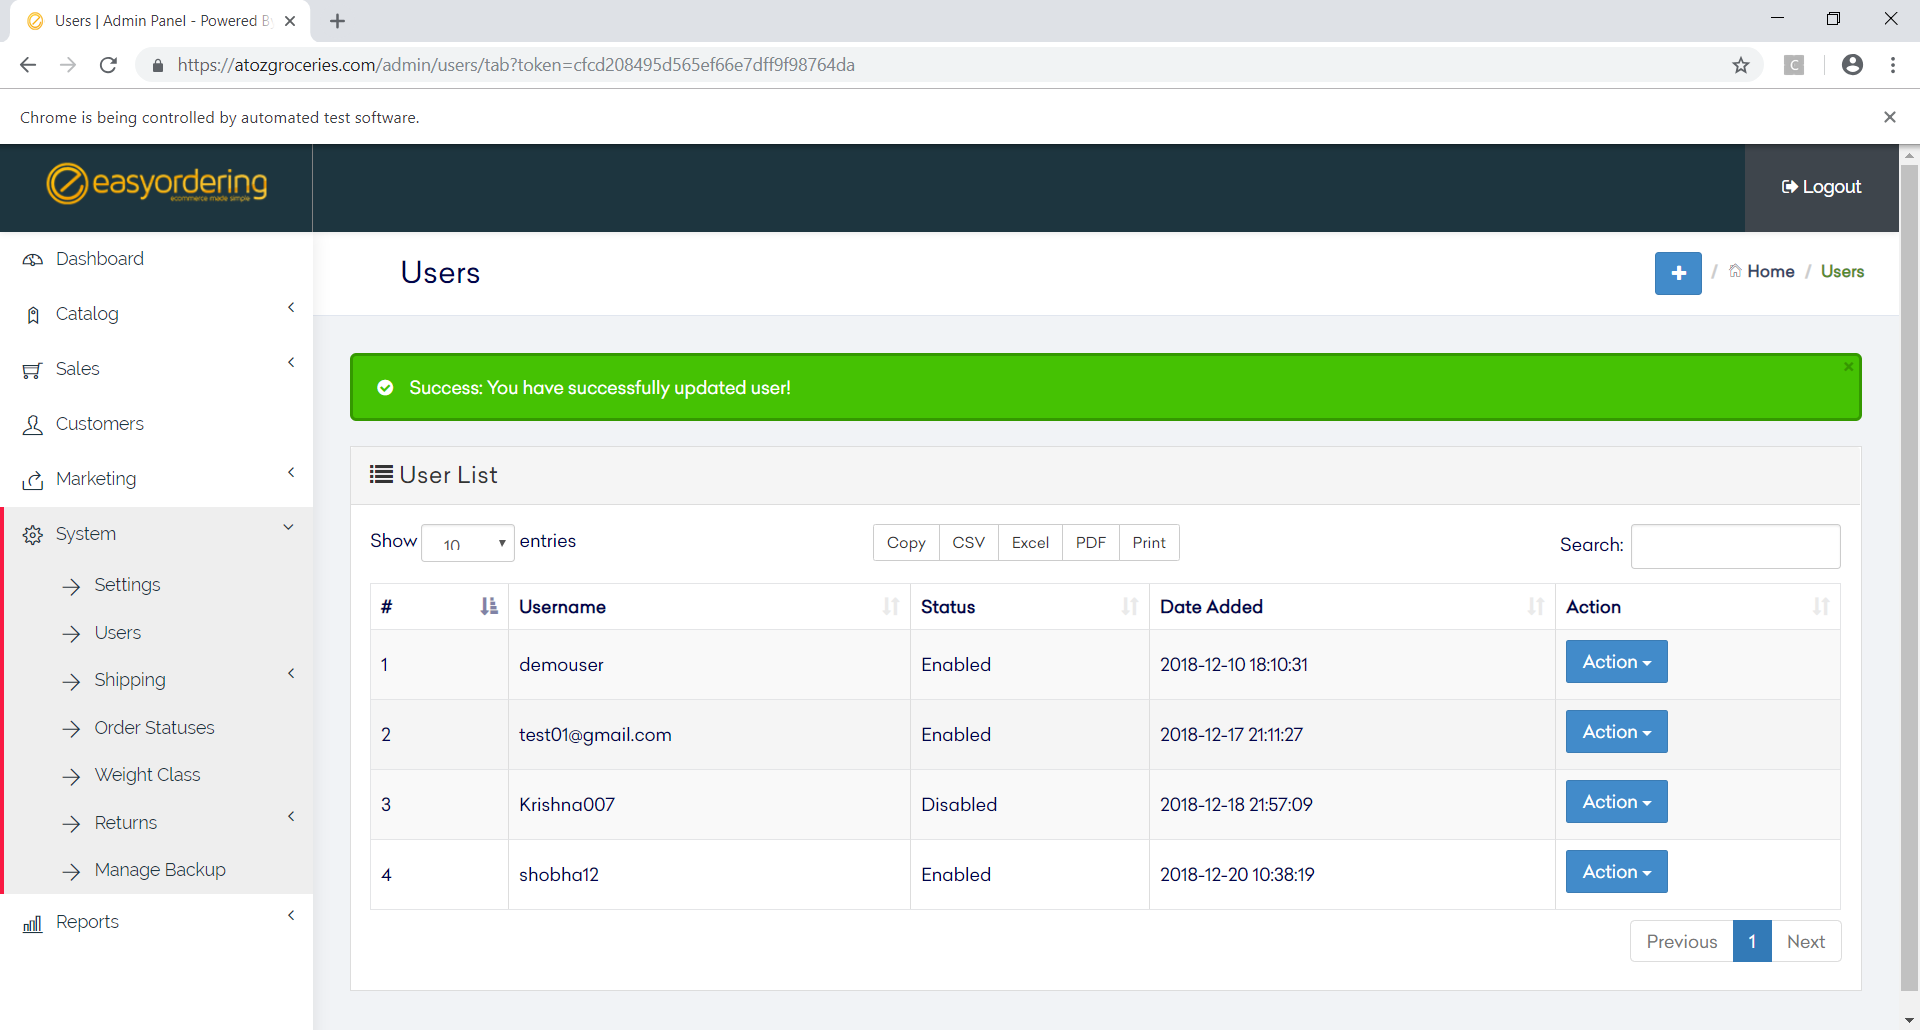 Users | Admin Panel - Powered B
https://atozgroceries.com/admin/users/tab?token=cfcd208495d565ef66e7dff9f98764da
C
Chrome is being controlled by automated test software.
easyordering
ecommerce made simple
Logout
Dashboard
Catalog
Sales
Customers
Marketing
System
Settings
Users
Shipping
Order Statuses
Weight Class
Returns
Manage Backup
Reports
Users
+ / Home / Users
Success: You have successfully updated user!
×
User List
Show 10 entries
Copy CSV Excel PDF Print
Search:
# Username Status Date Added Action
1 demouser Enabled 2018-12-10 18:10:31 Action
2 test01@gmail.com Enabled 2018-12-17 21:11:27 Action
3 Krishna007 Disabled 2018-12-18 21:57:09 Action
4 shobha12 Enabled 2018-12-20 10:38:19 Action
Previous 1 Next